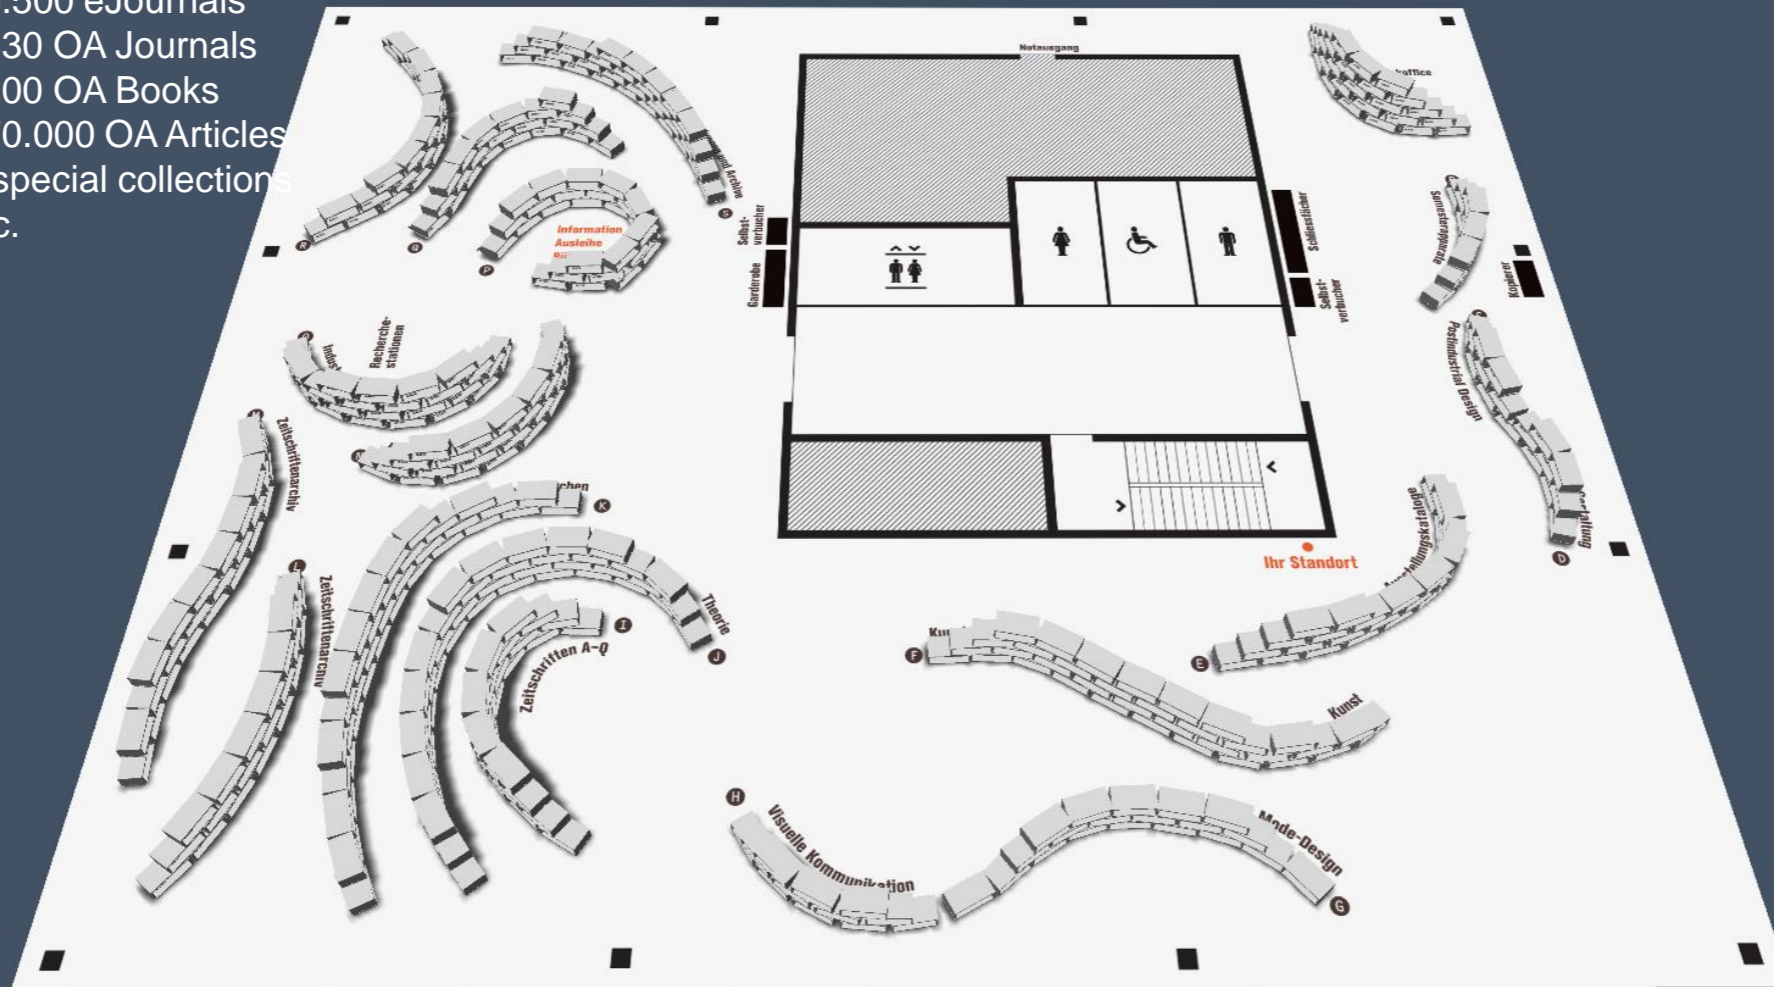 .500 eJournals
30 OA Journals
00 OA Books
0.000 OA Articles
special collections
c.
Notausgang
Archive
S
R
Q
P
Information
Ausleihe
Selbst-
verbucher
Garderobe
Schliessfächer
Selbst-
verbucher
Semesterapparate
Kopierer
Postindustrial Design
Recherche-
stationen
M
Zeitschriftenarchiv
N
K
L
Zeitschriftenarchiv
Theorie
I
J
Zeitschriften A–Q
Ihr Standort
D
E
F
Kunst
H
Visuelle Kommunikation
Mode-Design
G